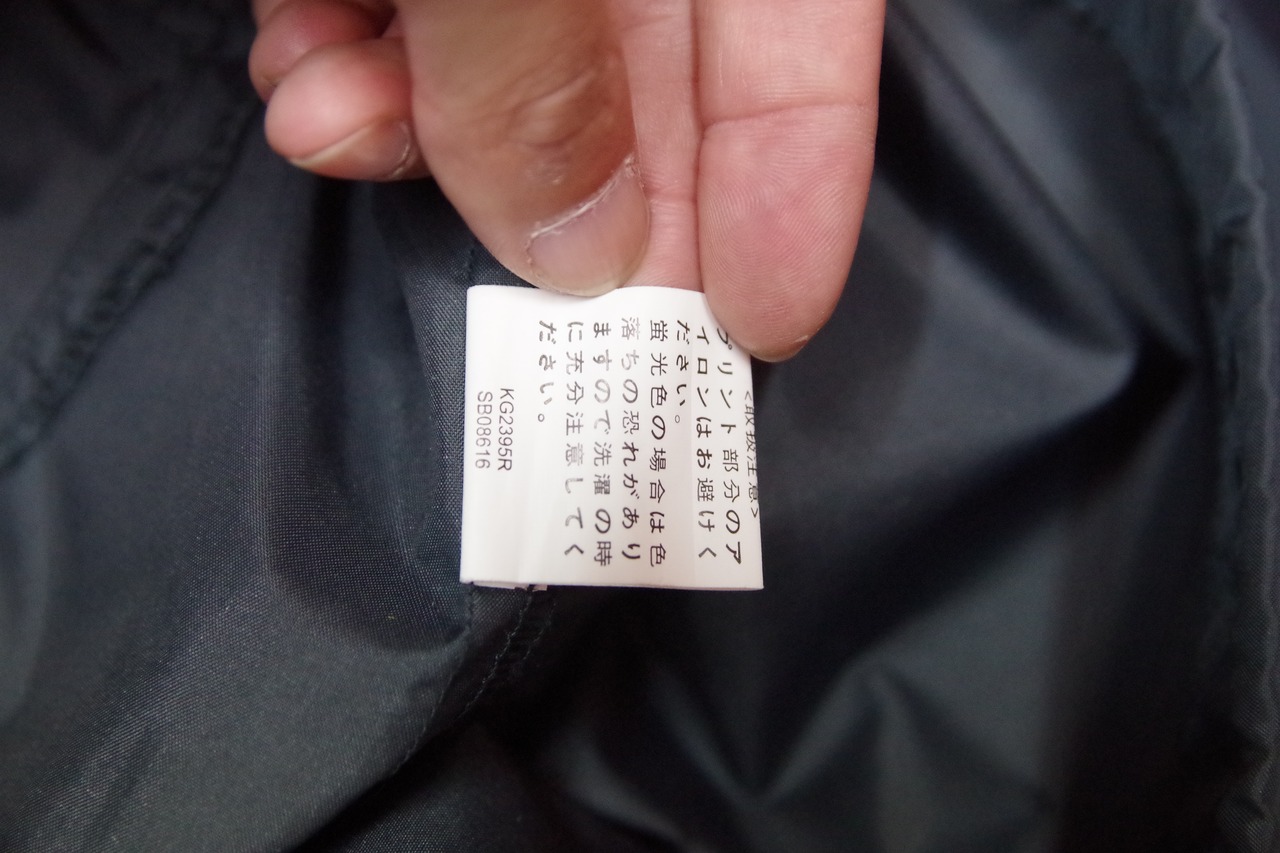 <取扱注意>
プリント部分のア
イロンはお避けく
ださい。
蛍光色の場合は色
落ちの恐れがあり
ますので洗濯の時
に充分注意してく
ださい。
KG2395R
SB08616